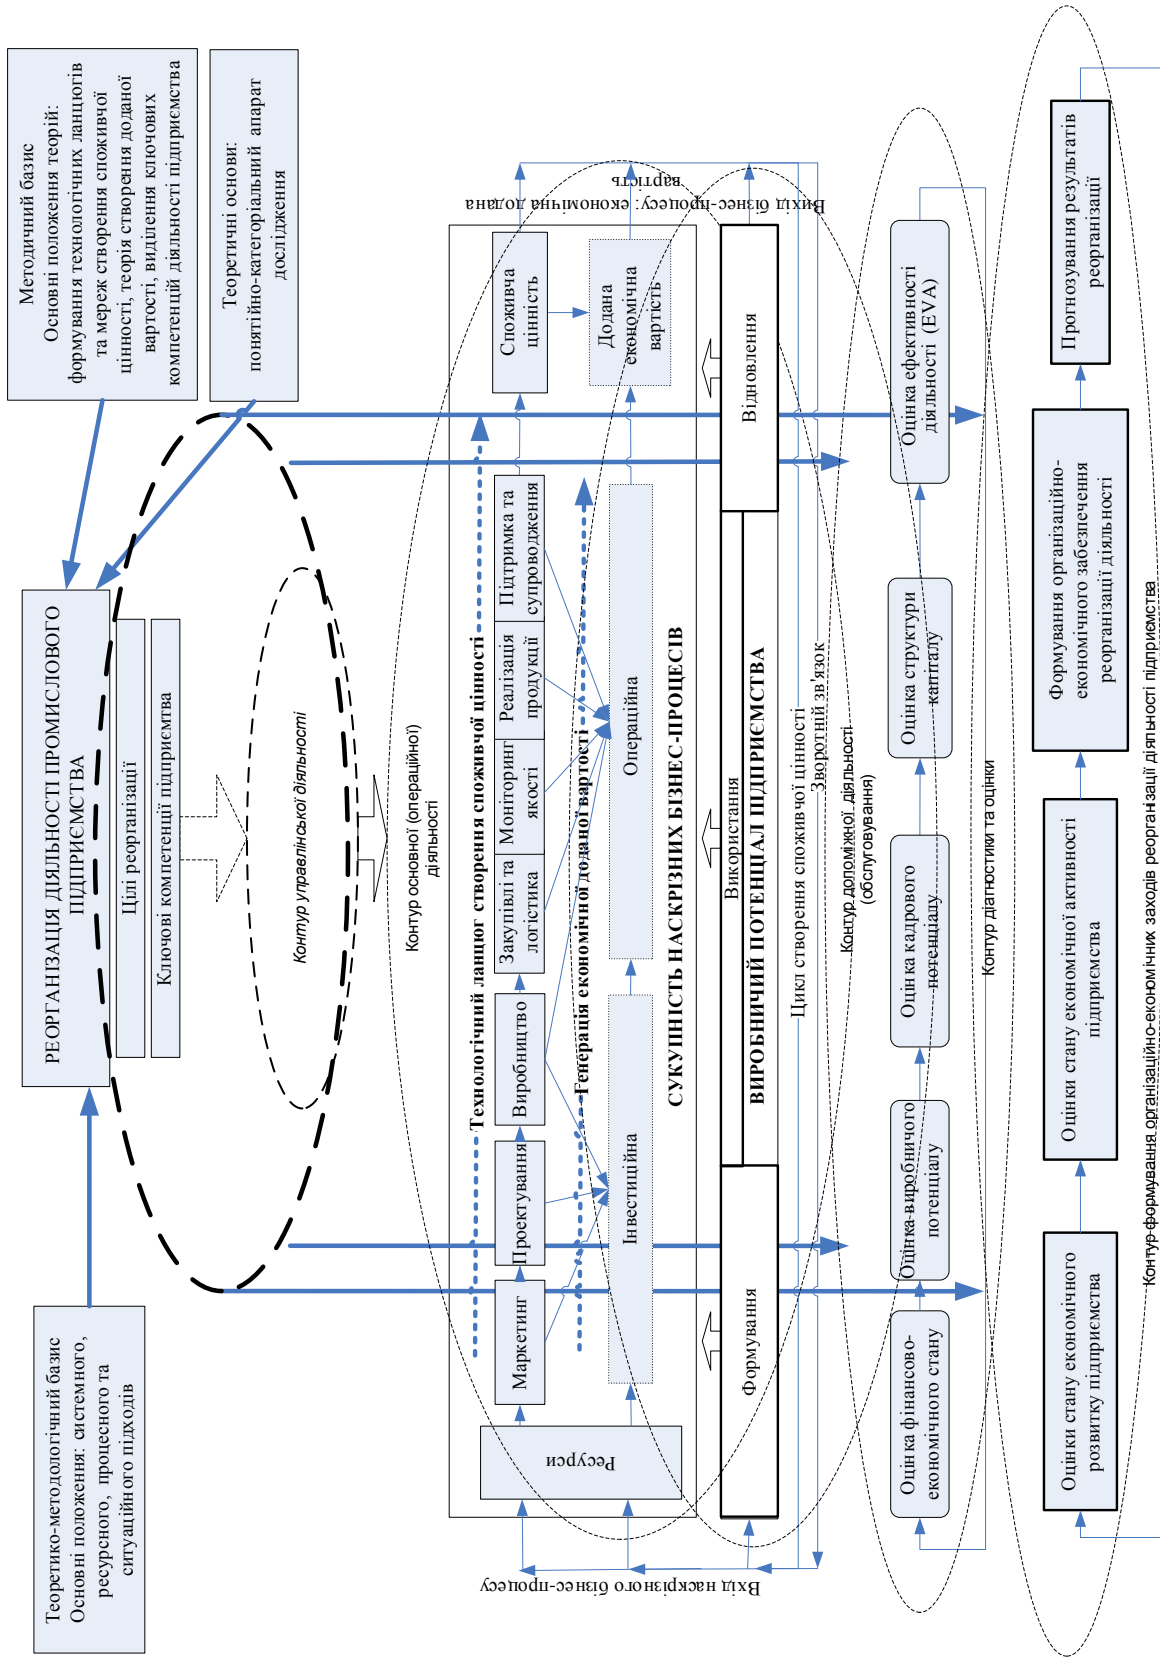 Теоретико-методологічний базис
Основні положення: системного,
ресурсного, процесного та
ситуаційного підходів
РЕОРГАНІЗАЦІЯ ДІЯЛЬНОСТІ ПРОМИСЛОВОГО
ПІДПРИЄМСТВА
Цілі реорганізації
Ключові компетенції підприємтва
Методичний базис
Основні положення теорій:
формування технологічних ланцюгів
та мереж створення споживчої
цінності, теорія створення доданої
вартості, виділення ключових
компетенцій діяльності підприємства
Теоретичні основи:
понятійно-категоріальний апарат
дослідження
Контур управлінської діяльності
Контур основної (операційної)
діяльності
Технологічний ланцюг створення споживчої цінності
Ресурси
Маркетинг
Проектування
Виробництво
Закупівлі та
логістика
Моніторинг
якості
Реалізація
продукції
Підтримка та
супроводження
Споживча
цінність
Генерація економічної доданої вартості
Інвестиційна
Операційна
Додана
економічна
вартість
СУКУПНІСТЬ НАСКРІЗНИХ БІЗНЕС-ПРОЦЕСІВ
Вхід наскрізного бізнес-процесу
Вихід бізнес-процесу: економічна додана
вартість
Формування
Використання
ВИРОБНИЧИЙ ПОТЕНЦІАЛ ПІДПРИЄМСТВА
Відновлення
Цикл створення споживчої цінності
Зворотній зв'язок
Контур допоміжної діяльності
(обслуговування)
Оцінка фінансово-
економічного стану
Оцінка виробничого
потенціалу
Оцінка кадрового
потенціалу
Оцінка структури
капіталу
Оцінка ефективності
діяльності (EVA)
Контур діагностики та оцінки
Оцінки стану економічного
розвитку підприємства
Оцінки стану економічної активності
підприємства
Формування організаційно-
економічного забезпечення
реорганізації діяльності
Прогнозування результатів
реорганізації
Контур формування організаційно-економічних заходів реорганізації діяльності підприємства